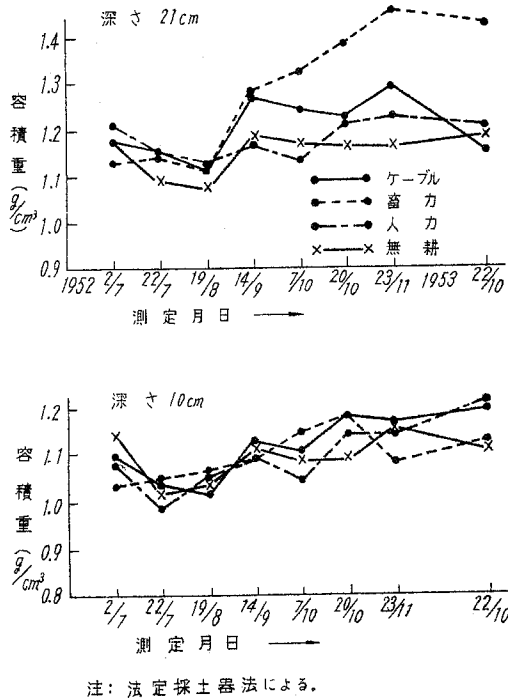 深さ 21cm
1.4
1.3
1.2
1.1
1.0
0.9
容積重 (g/cm³)
ケーブル
畜力
人力
無耕
1952 2/7 22/7 19/8 14/9 7/10 20/10 23/11 1953 22/10
測定月日
深さ 10cm
1.2
1.10
1.0
0.9
0.8
容積重 (g/cm³)
2/7 22/7 19/8 14/9 7/10 20/10 23/11 22/10
測定月日
注: 法定採土器法による。